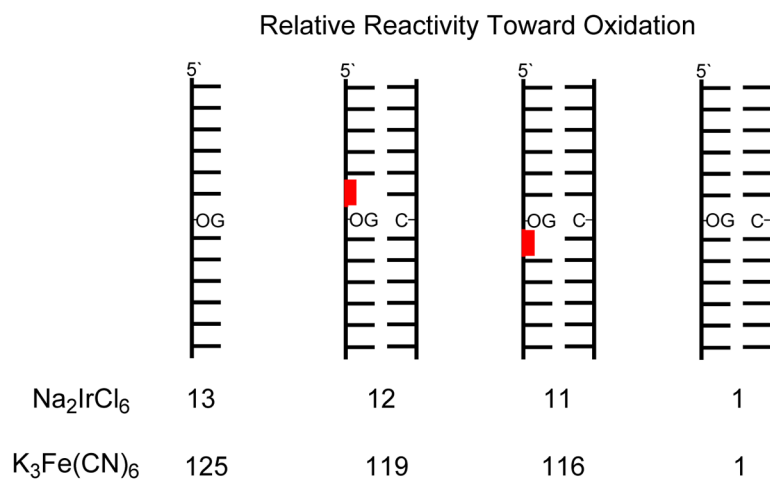 Relative Reactivity Toward Oxidation
5` 5` 5` 5`
OG OG C OG C OG C
Na₂IrCl₆ 13 12 11 1
K₃Fe(CN)₆ 125 119 116 1